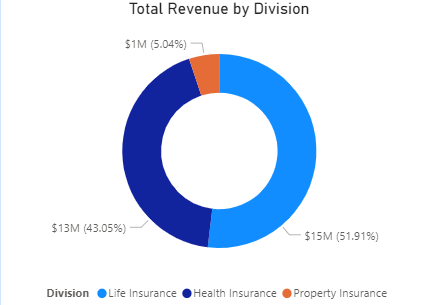 Total Revenue by Division
$1M (5.04%)
$13M (43.05%)
$15M (51.91%)
Division Life Insurance Health Insurance Property Insurance